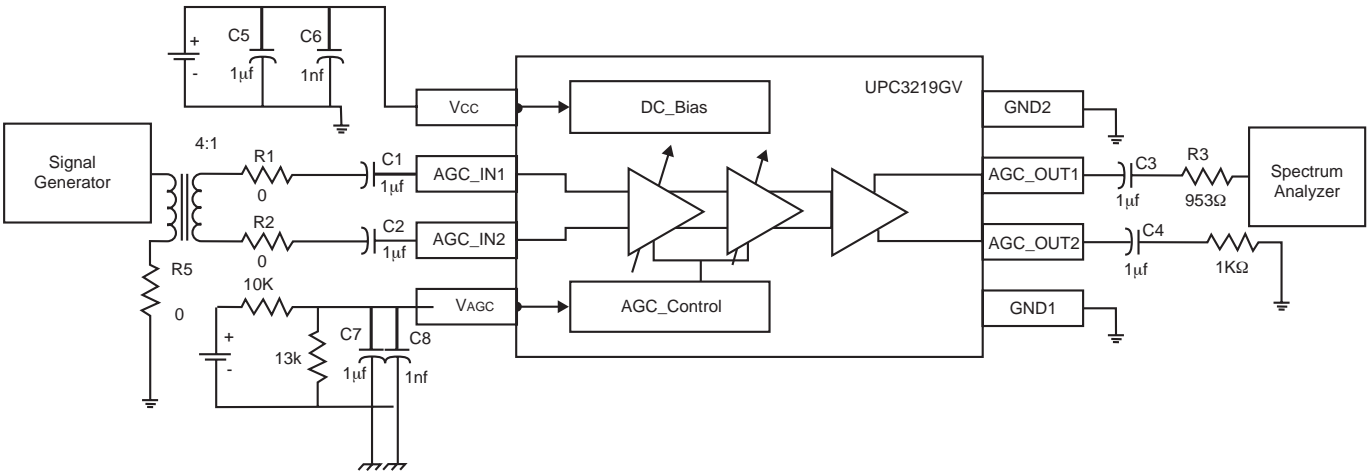 +
-
C5
1μf
C6
1nf
UPC3219GV
VCC
DC_Bias
GND2
Signal
Generator
4:1
R1
0
C1
1μf
AGC_IN1
AGC_OUT1
C3
1μf
R3
953Ω
Spectrum
Analyzer
R2
0
C2
1μf
AGC_IN2
AGC_OUT2
C4
1μf
1KΩ
R5
0
10K
+
-
13k
C7
1μf
C8
1nf
VAGC
AGC_Control
GND1